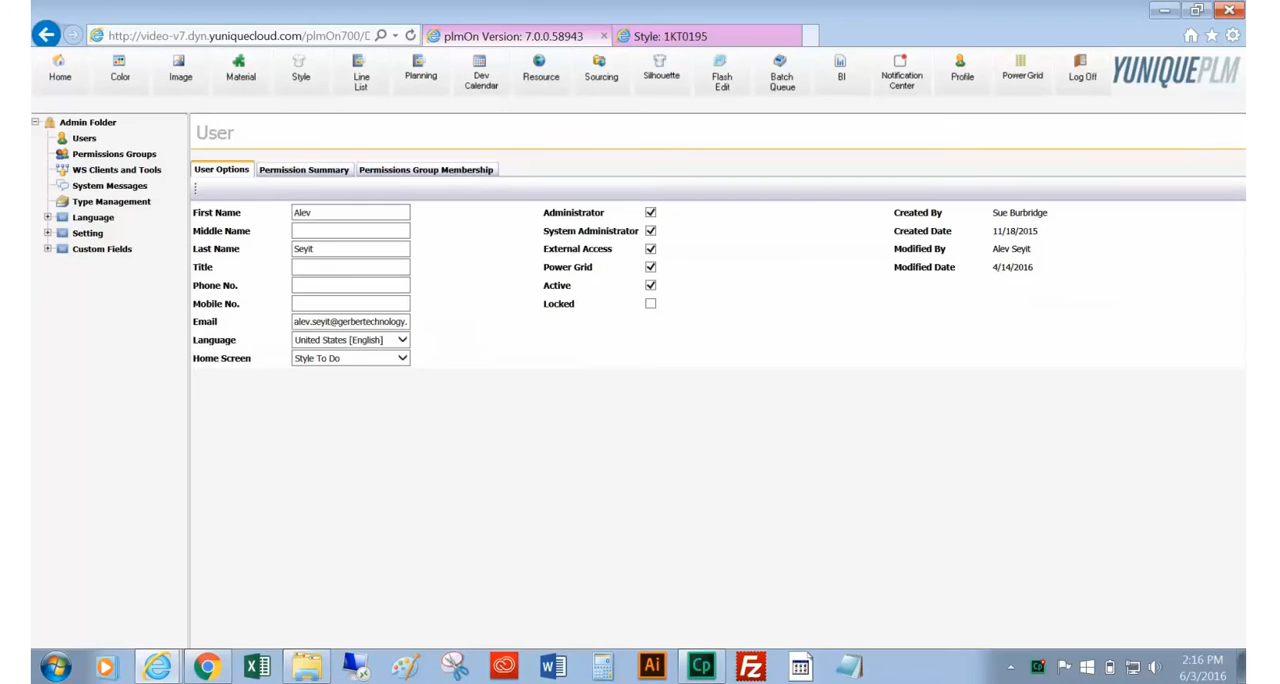 http://video-v7.dyn.yuniquecloud.com/plmOn700/
plmOn Version: 7.0.0.58943
Style: 1KT0195
Home
Color
Image
Material
Style
Line List
Planning
Dev Calendar
Resource
Sourcing
Silhouette
Flash Edit
Batch Queue
BI
Notification Center
Profile
PowerGrid
Log Off
YUNIQUEPLM
Admin Folder
Users
Permissions Groups
WS Clients and Tools
System Messages
Type Management
Language
Setting
Custom Fields
User
User Options Permission Summary Permissions Group Membership
First Name Alev
Middle Name
Last Name Seyit
Title
Phone No.
Mobile No.
Email alev.seyit@gerbertechnology.
Language United States [English]
Home Screen Style To Do
Administrator
System Administrator
External Access
Power Grid
Active
Locked
Created By Sue Burbridge
Created Date 11/18/2015
Modified By Alev Seyit
Modified Date 4/14/2016
Ai
Cp
Fz
2:16 PM
6/3/2016